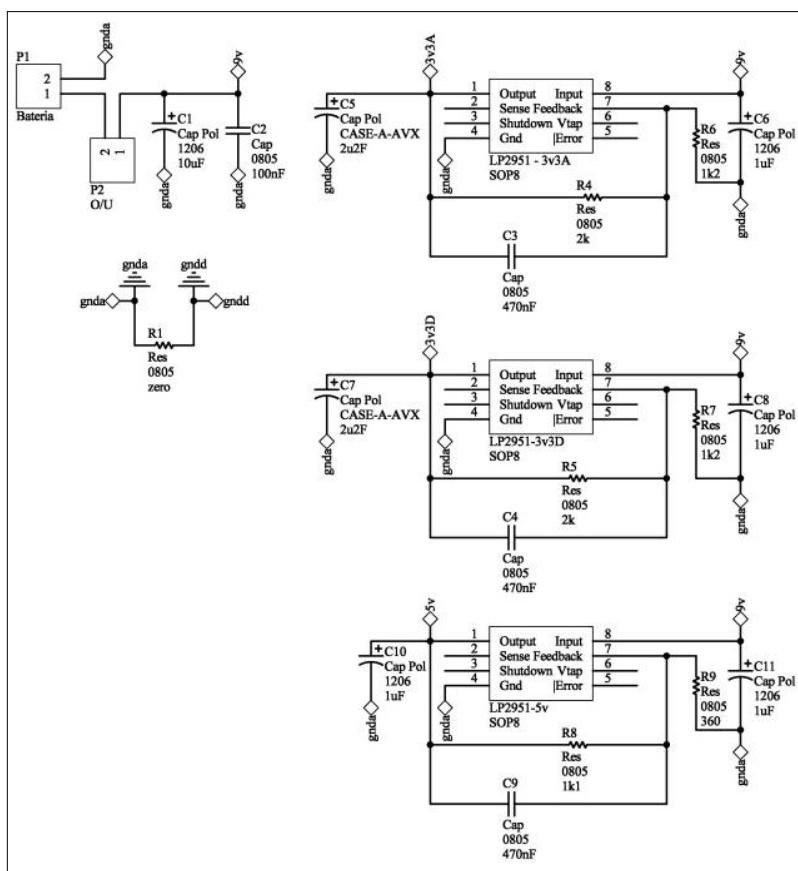 P1
gnda
2
1
Bateria
2
1
P2
O/U
C1
Cap Pol
1206
10uF
gnda
9v
C2
Cap
0805
100nF
gnda
gnda
gndd
gnda
gndd
R1
Res
0805
zero
3v3A
C5
Cap Pol
CASE-A-AVX
2u2F
gnda
1
2
3
4
Output Input
Sense Feedback
Shutdown Vtap
Gnd |Error
8
7
6
5
gnda
LP2951 - 3v3A
SOP8
R4
Res
0805
2k
C3
Cap
0805
470nF
9v
R6
Res
0805
1k2
C6
Cap Pol
1206
1uF
gnda
3v3D
C7
Cap Pol
CASE-A-AVX
2u2F
gnda
1
2
3
4
Output Input
Sense Feedback
Shutdown Vtap
Gnd |Error
8
7
6
5
gnda
LP2951-3v3D
SOP8
R5
Res
0805
2k
C4
Cap
0805
470nF
9v
R7
Res
0805
1k2
C8
Cap Pol
1206
1uF
gnda
5v
C10
Cap Pol
1206
1uF
gnda
1
2
3
4
Output Input
Sense Feedback
Shutdown Vtap
Gnd |Error
8
7
6
5
gnda
LP2951-5v
SOP8
R8
Res
0805
1k1
C9
Cap
0805
470nF
9v
R9
Res
0805
360
C11
Cap Pol
1206
1uF
gnda